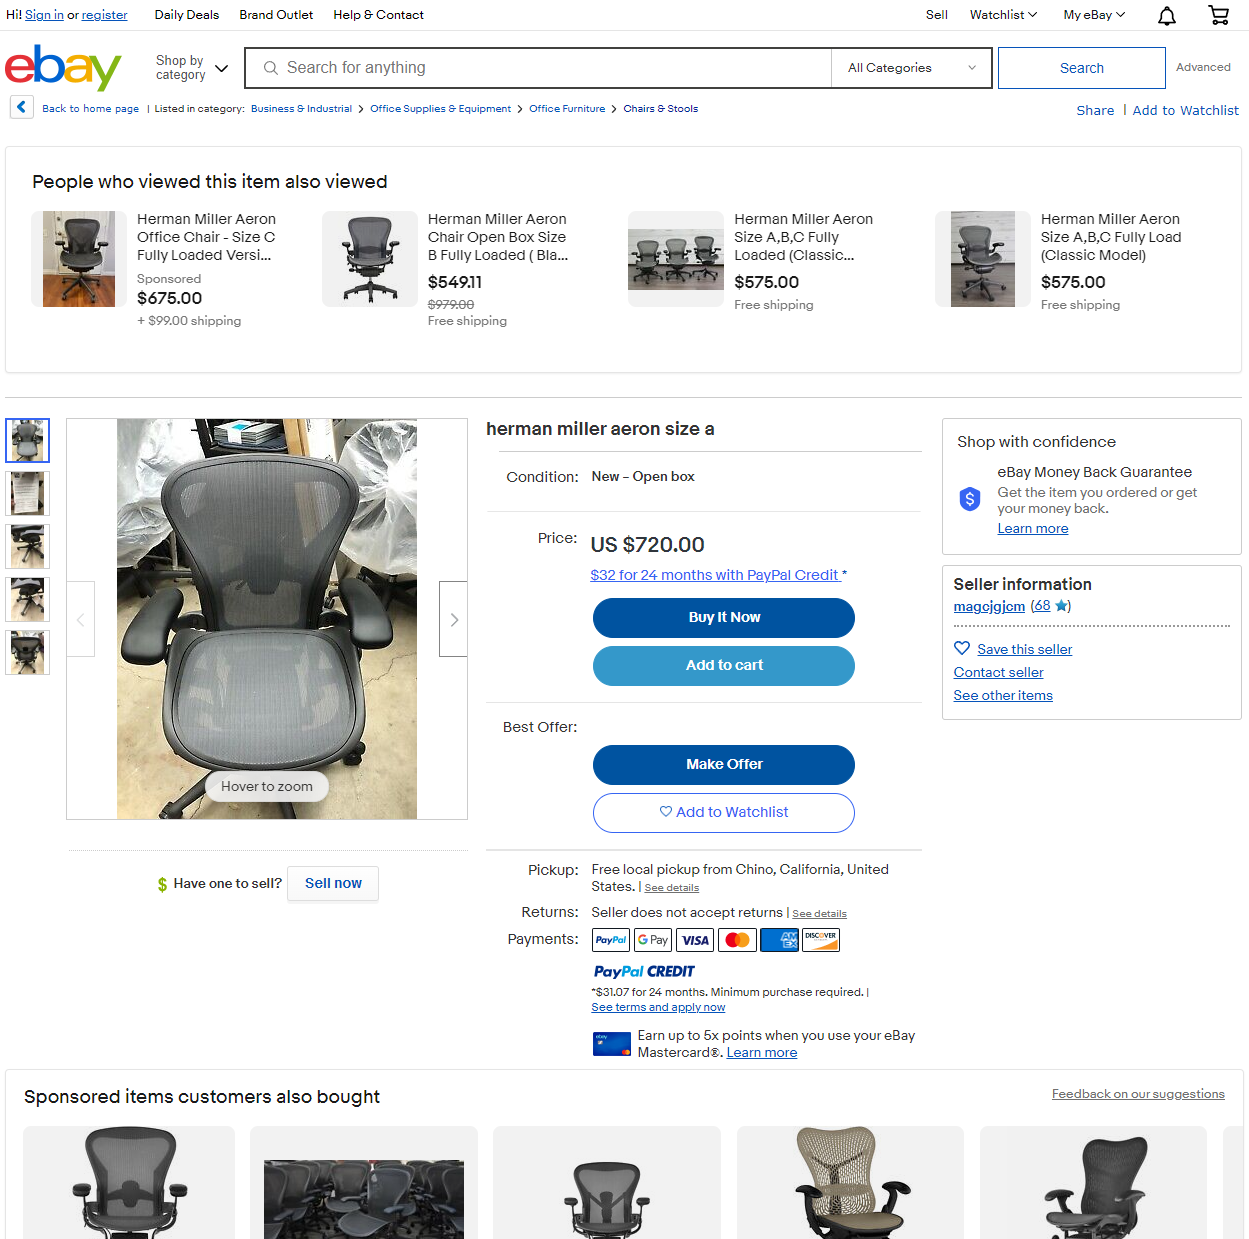 Hi! Sign in or register Daily Deals Brand Outlet Help & Contact Sell Watchlist My eBay
ebay Shop by category Search for anything All Categories Search Advanced
Back to home page | Listed in category: Business & Industrial > Office Supplies & Equipment > Office Furniture > Chairs & Stools
Share | Add to Watchlist
People who viewed this item also viewed
Herman Miller Aeron
Office Chair - Size C
Fully Loaded Versi...
Sponsored
$675.00
+ $99.00 shipping
Herman Miller Aeron
Chair Open Box Size
B Fully Loaded ( Bla...
$549.11
$979.00
Free shipping
Herman Miller Aeron
Size A,B,C Fully
Loaded (Classic...
$575.00
Free shipping
Herman Miller Aeron
Size A,B,C Fully Load
(Classic Model)
$575.00
Free shipping
Hover to zoom
$ Have one to sell? Sell now
herman miller aeron size a
Condition: New – Open box
Price: US $720.00
$32 for 24 months with PayPal Credit *
Buy It Now
Add to cart
Best Offer:
Make Offer
Add to Watchlist
Pickup: Free local pickup from Chino, California, United
States. | See details
Returns: Seller does not accept returns | See details
Payments: PayPal G Pay VISA AM EX DISCOVER
PayPal CREDIT
*$31.07 for 24 months. Minimum purchase required. |
See terms and apply now
ebay
Earn up to 5x points when you use your eBay
Mastercard®. Learn more
Shop with confidence
eBay Money Back Guarantee
$
Get the item you ordered or get
your money back.
Learn more
Seller information
magcjgjcm (68)
Save this seller
Contact seller
See other items
Sponsored items customers also bought
Feedback on our suggestions